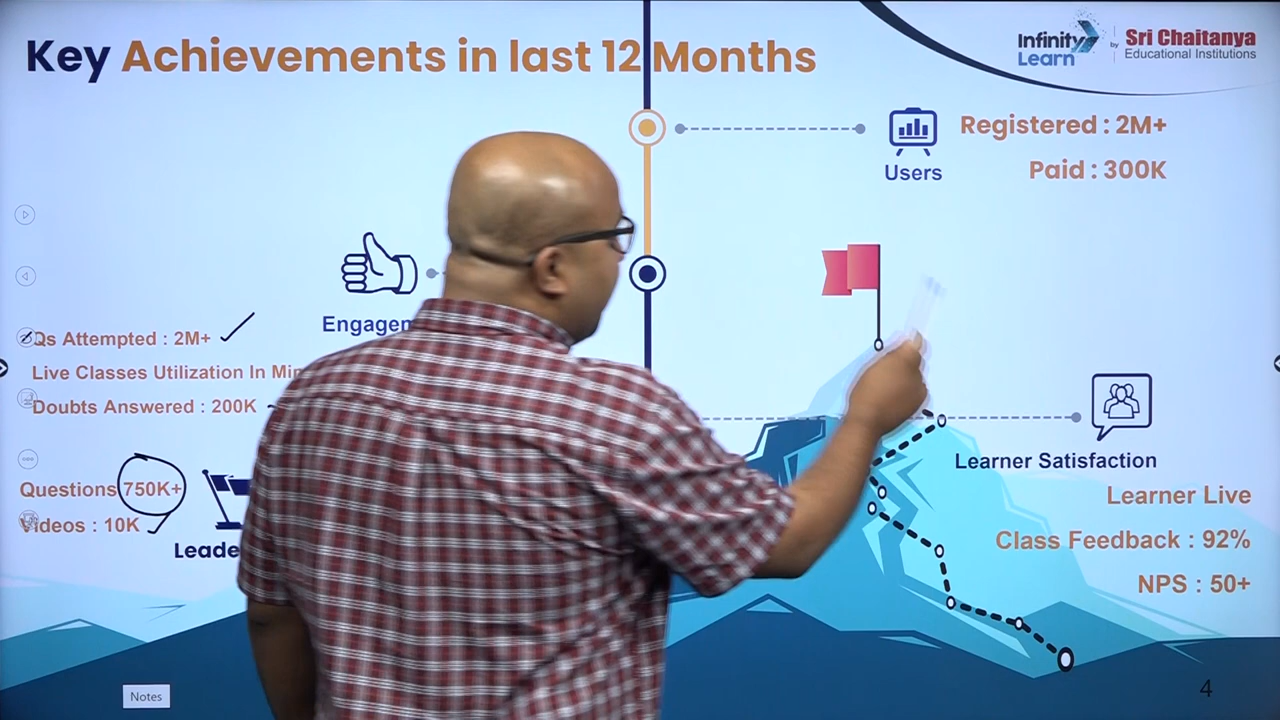 Key Achievements in last 12 Months
Infinity Learn by Sri Chaitanya Educational Institutions
Registered : 2M+
Paid : 300K
Users
Qs Attempted : 2M+
Live Classes Utilization In
Doubts Answered : 200K
Learner Satisfaction
Learner Live
Class Feedback : 92%
NPS : 50+
Questions 750K+
Videos : 10K
Notes
4